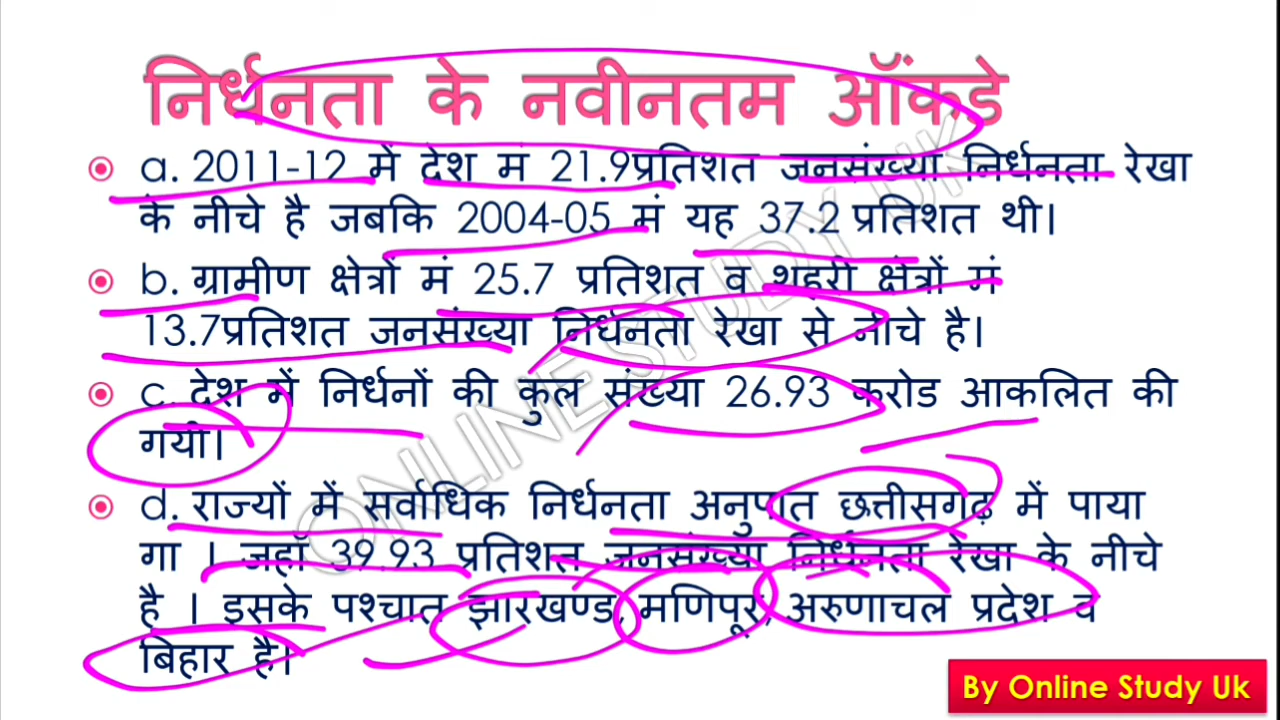 निर्धनता के नवीनतम ऑंकडे
a. 2011-12 में देश मं 21.9प्रतिशत जनसंख्या निर्धनता रेखा
के नीचे है जबकि 2004-05 मं यह 37.2 प्रतिशत थी।
b. ग्रामीण क्षेत्रों मं 25.7 प्रतिशत व शहरी क्षेत्रों मं
13.7प्रतिशत जनसंख्या निर्धनता रेखा से नीचे है।
c. देश में निर्धनों की कुल संख्या 26.93 करोड आकलित की
गयी।
d. राज्यों में सर्वाधिक निर्धनता अनुपात छत्तीसगढ़ में पाया
गा । जहाॅ 39.93 प्रतिशत जनसंख्या निर्धनता रेखा के नीचे
है । इसके पश्चात झारखण्ड, मणिपूर, अरुणाचल प्रदेश व
बिहार है।
ONLINE STUDY UK
By Online Study Uk